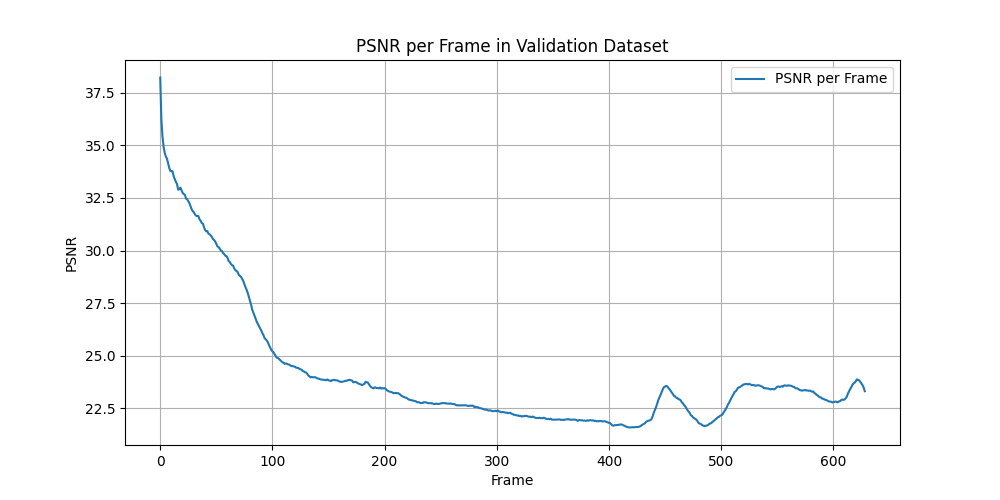 PSNR per Frame in Validation Dataset
PSNR per Frame
37.5
35.0
32.5
30.0
27.5
25.0
22.5
PSNR
0 100 200 300 400 500 600
Frame